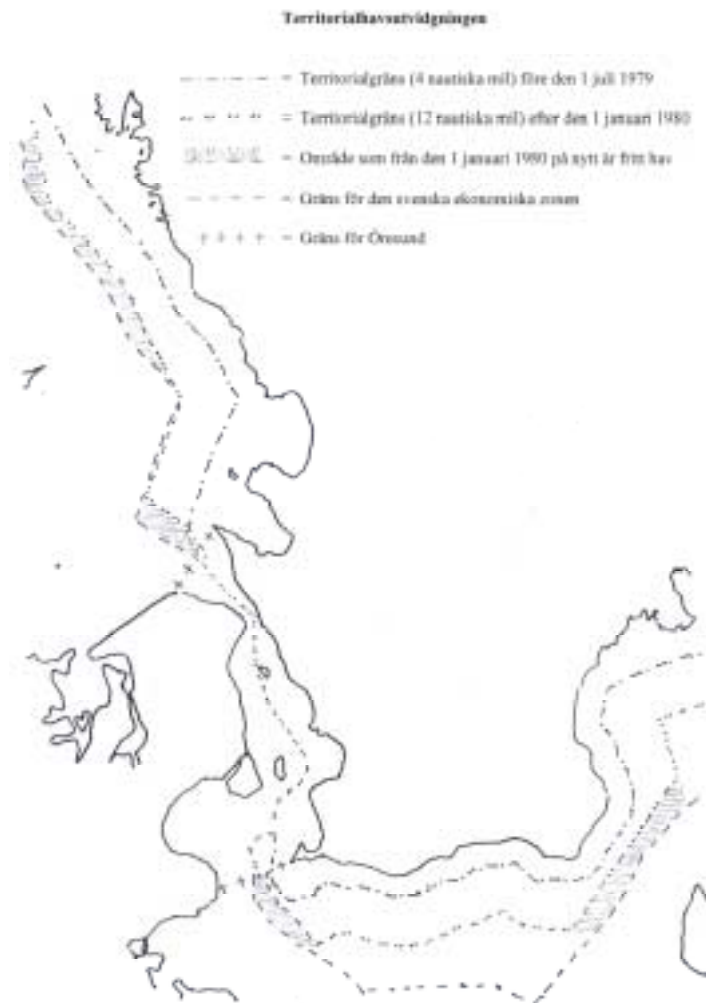 Territorialhavsutvidgningen
= Territorialgräns (4 nautiska mil) före den 1 juli 1979
= Territorialgräns (12 nautiska mil) efter den 1 januari 1980
= Område som från den 1 januari 1980 på nytt är fritt hav
= Gräns för den svenska ekonomiska zonen
= Gräns för Öresund